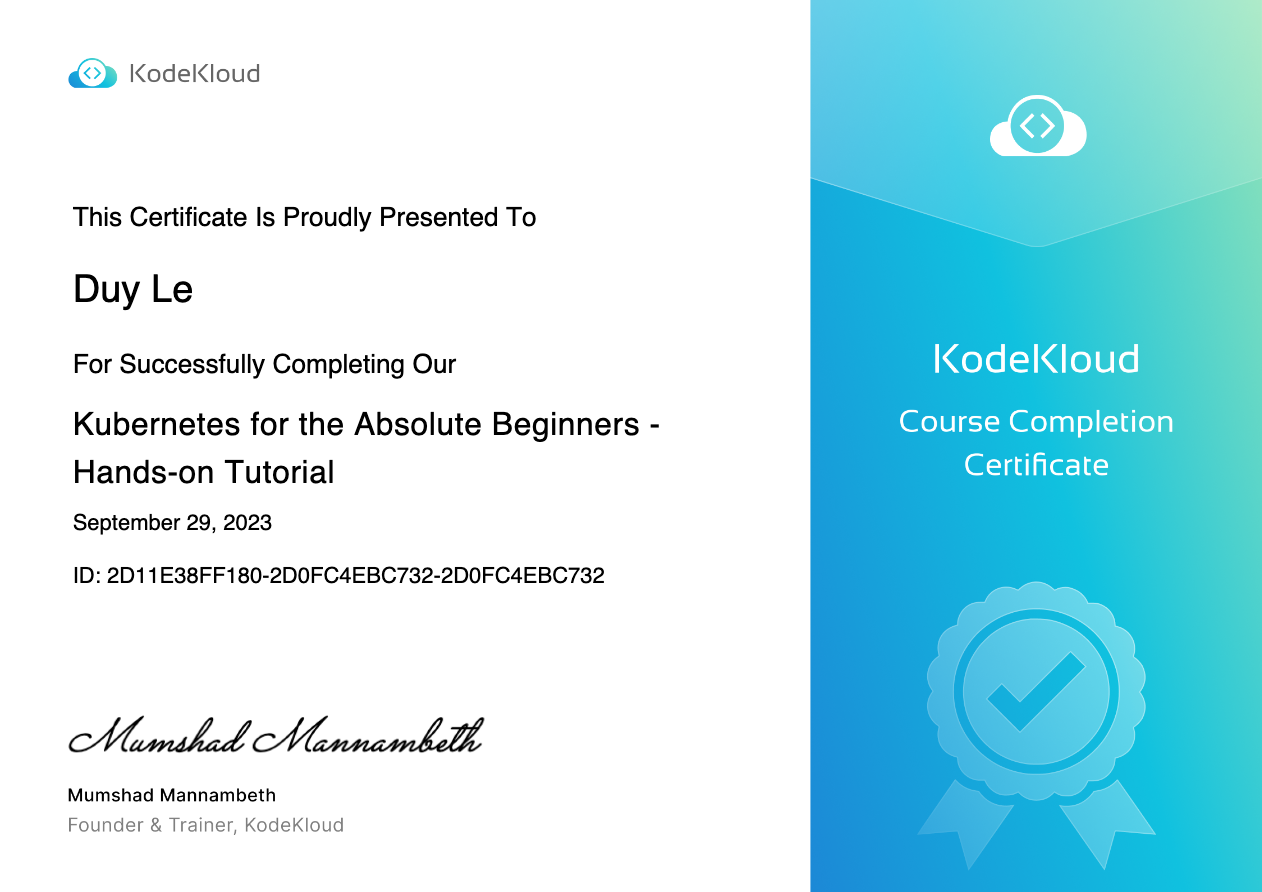 KodeKloud
This Certificate Is Proudly Presented To
Duy Le
For Successfully Completing Our
Kubernetes for the Absolute Beginners -
Hands-on Tutorial
September 29, 2023
ID: 2D11E38FF180-2D0FC4EBC732-2D0FC4EBC732
Mumshad Mannambeth
Mumshad Mannambeth
Founder & Trainer, KodeKloud
KodeKloud
Course Completion
Certificate